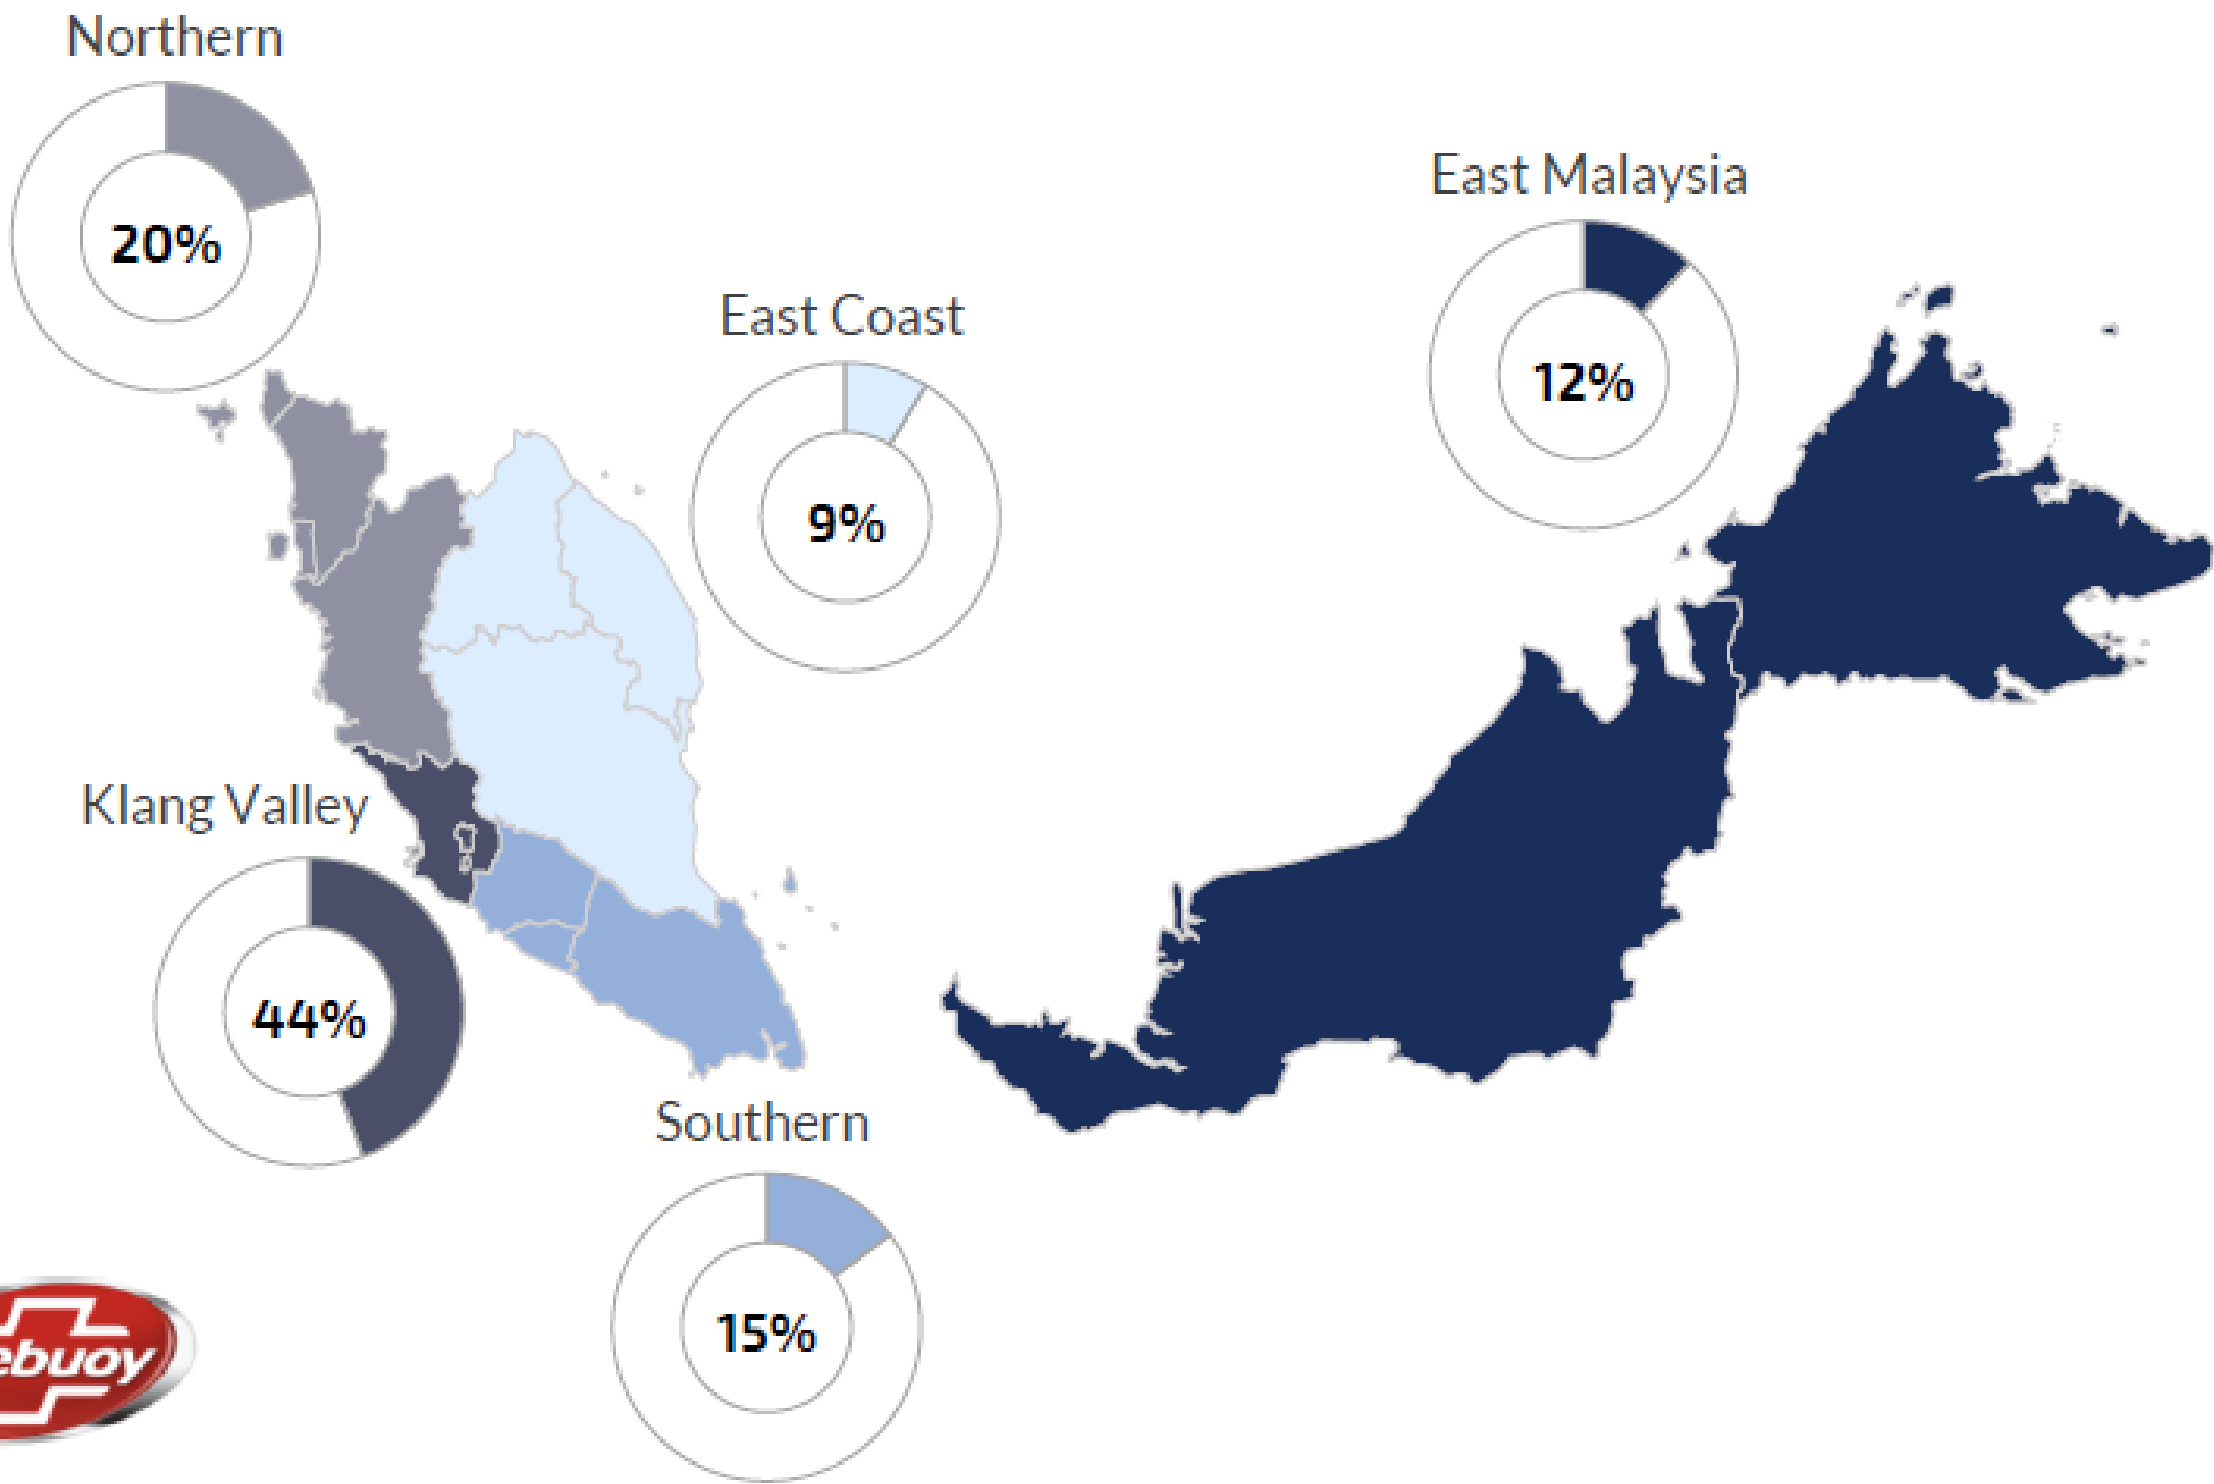 Northern
20%
East Malaysia
12%
East Coast
9%
Klang Valley
44%
Southern
15%
ebuoy